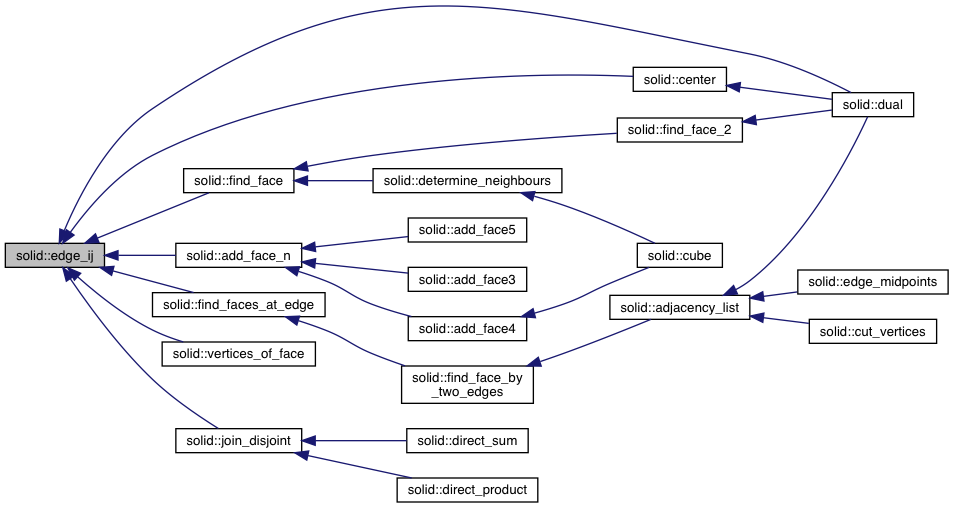 solid::center
solid::dual
solid::find_face_2
solid::find_face
solid::determine_neighbours
solid::add_face5
solid::edge_ij
solid::add_face_n
solid::cube
solid::add_face3
solid::edge_midpoints
solid::find_faces_at_edge
solid::adjacency_list
solid::add_face4
solid::cut_vertices
solid::vertices_of_face
solid::find_face_by
_two_edges
solid::join_disjoint
solid::direct_sum
solid::direct_product